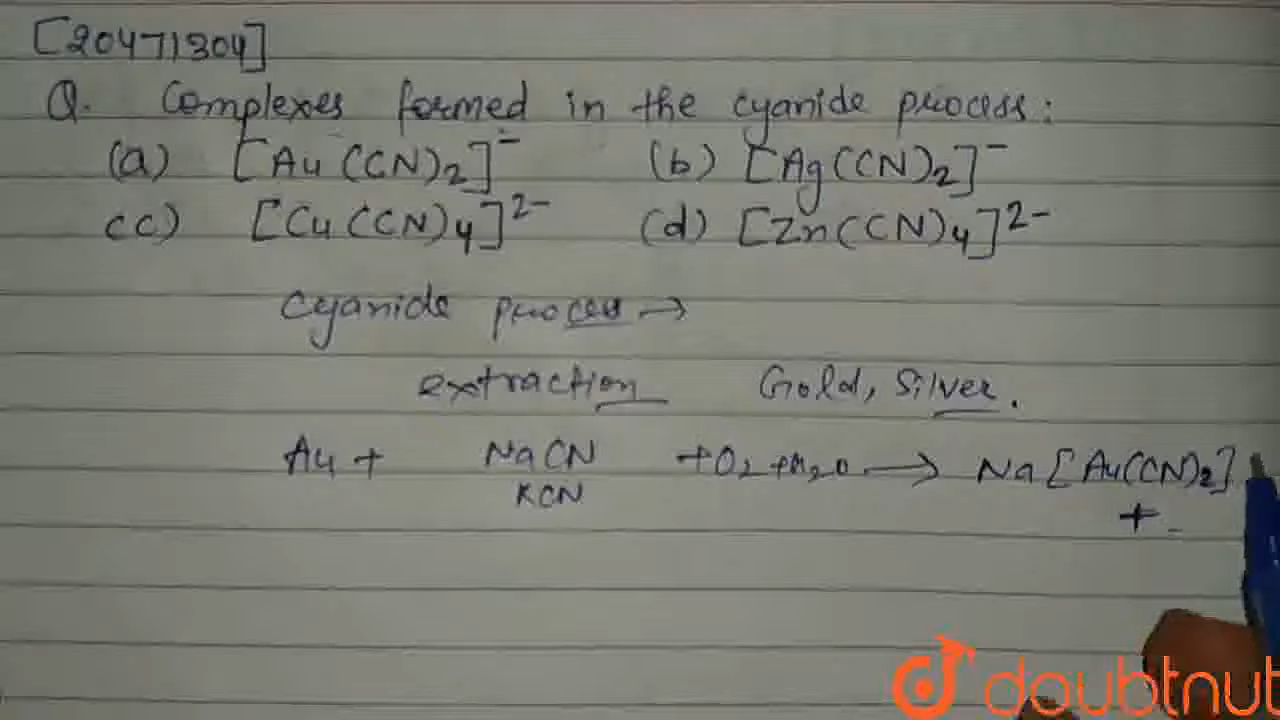 [20471304]
Q. Complexes formed in the cyanide process:
(a) [Au(CN)2]⁻ (b) [Ag(CN)2]⁻
(c) [Cu(CN)4]²⁻ (d) [Zn(CN)4]²⁻
Cyanide process →
extraction Gold, Silver.
Au + NaCN +O2 +H2O → Na[Au(CN)2]
KCN + -
doubtnut